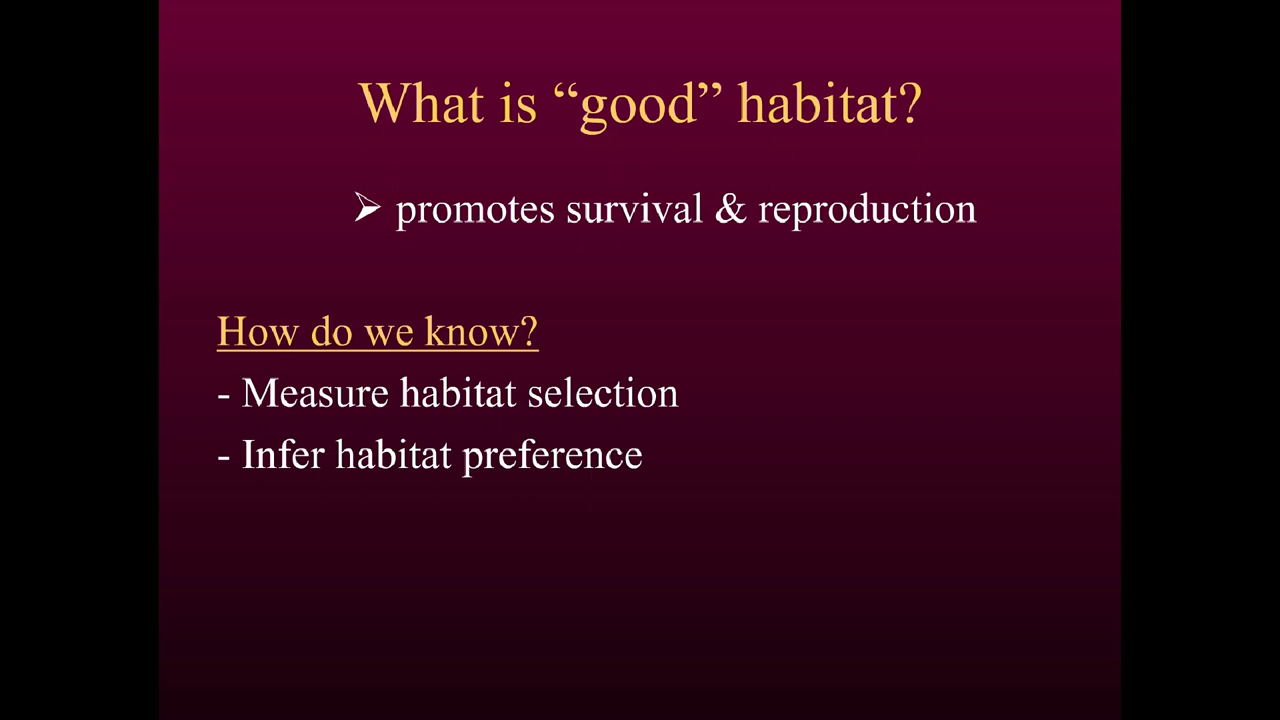 What is “good” habitat?
➢ promotes survival & reproduction
How do we know?
- Measure habitat selection
- Infer habitat preference